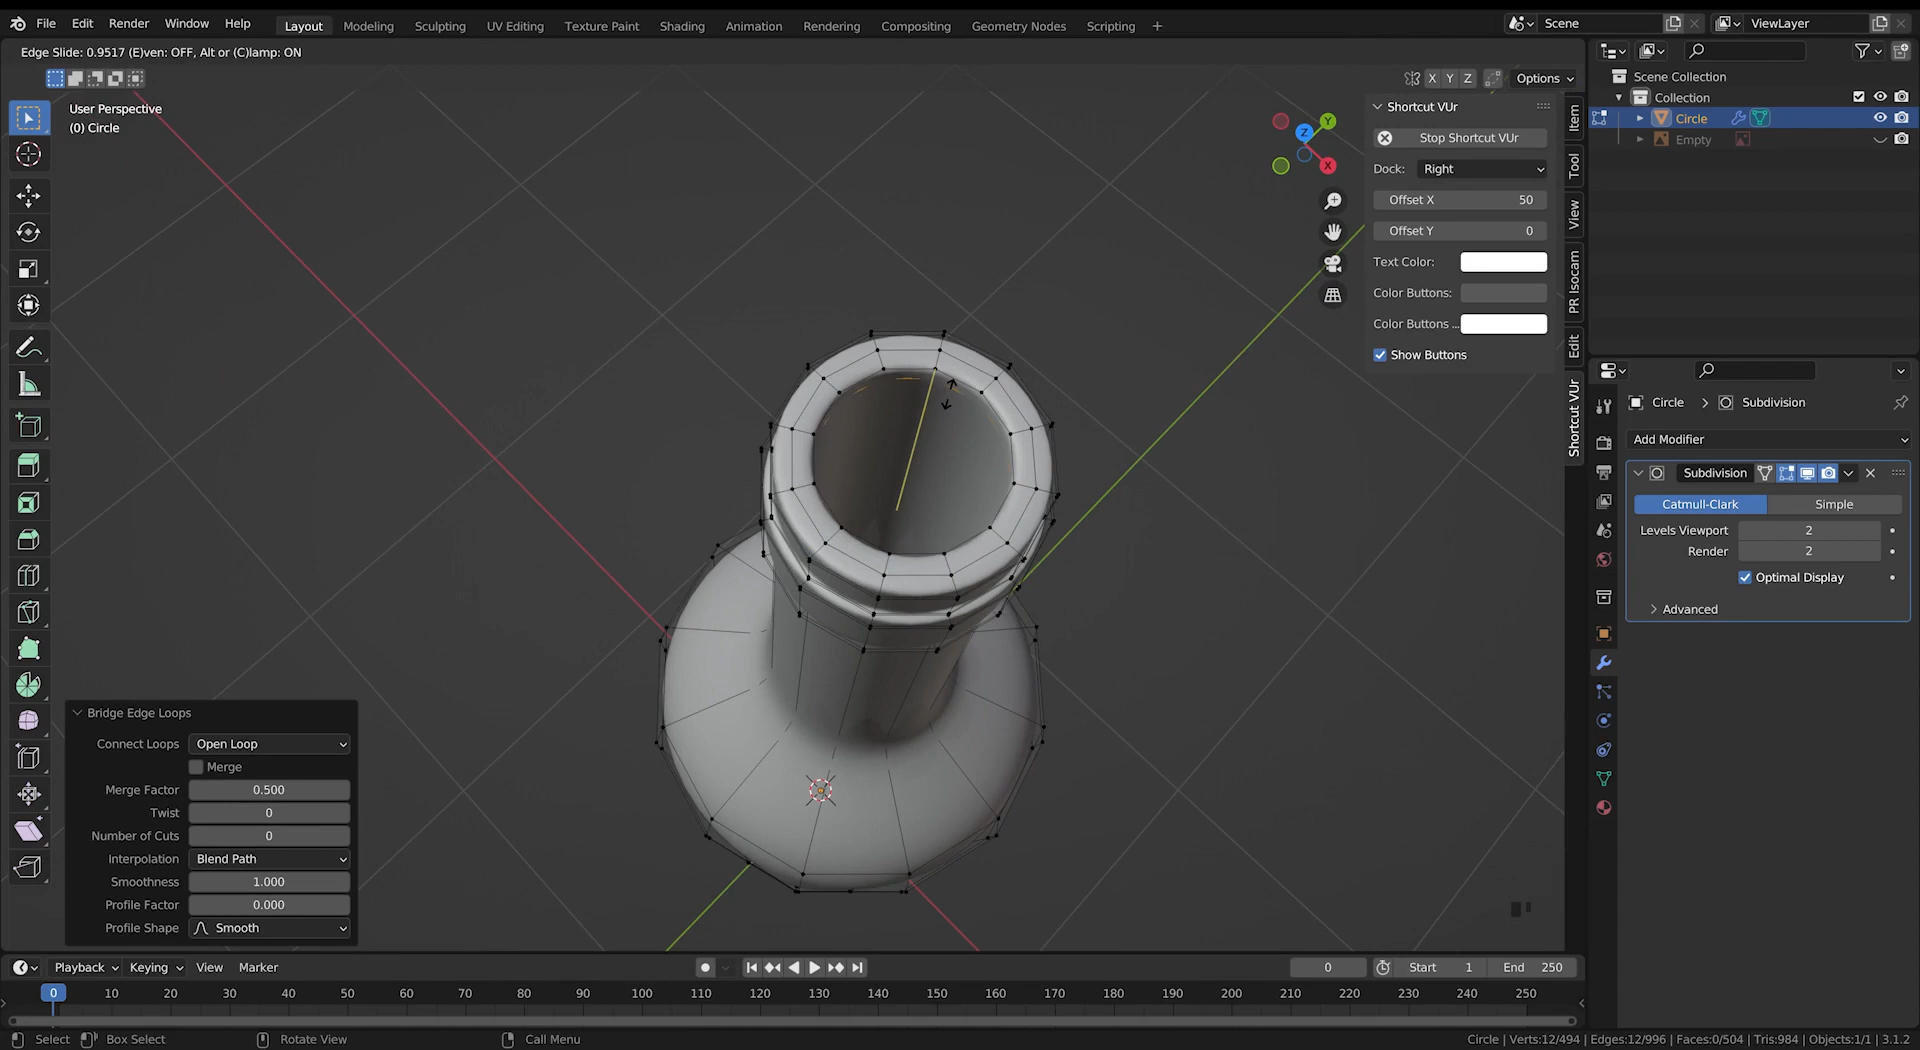 File Edit Render Window Help Layout Modeling Sculpting UV Editing Texture Paint Shading Animation Rendering Compositing Geometry Nodes Scripting + Scene ViewLayer
Edge Slide: 0.9517 (E)ven: OFF, Alt or (C)lamp: ON
X Y Z Options
User Perspective
(0) Circle
Z Y X
Shortcut VUr
Stop Shortcut VUr
Dock: Right
Offset X 50
Offset Y 0
Text Color:
Color Buttons:
Color Buttons ...
Show Buttons
Item
Tool
View
PR Isocam
Edit
Shortcut VUr
Scene Collection
Collection
Circle
Empty
Circle > Subdivision
Add Modifier
Subdivision
Catmull-Clark Simple
Levels Viewport 2
Render 2
Optimal Display
Advanced
Bridge Edge Loops
Connect Loops Open Loop
Merge
Merge Factor 0.500
Twist 0
Number of Cuts 0
Interpolation Blend Path
Smoothness 1.000
Profile Factor 0.000
Profile Shape Smooth
Playback Keying View Marker 0 Start 1 End 250
0 10 20 30 40 50 60 70 80 90 100 110 120 130 140 150 160 170 180 190 200 210 220 230 240 250
Select Box Select Rotate View Call Menu Circle | Verts:12/494 | Edges:12/996 | Faces:0/504 | Tris:984 | Objects:1/1 | 3.1.2